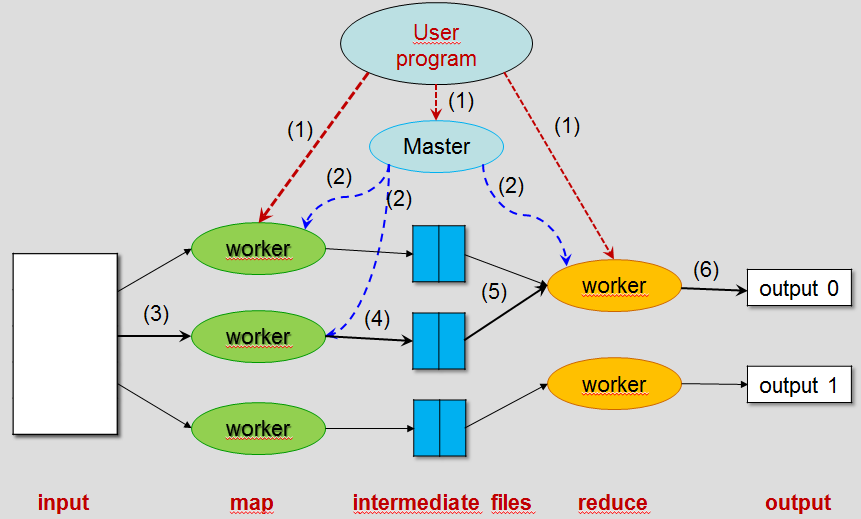 User
program
(1)
(1)
(1)
Master
(2)
(2)
(2)
worker
worker
(6)
output 0
(5)
(3)
worker
(4)
worker
output 1
worker
input
map
intermediate files
reduce
output